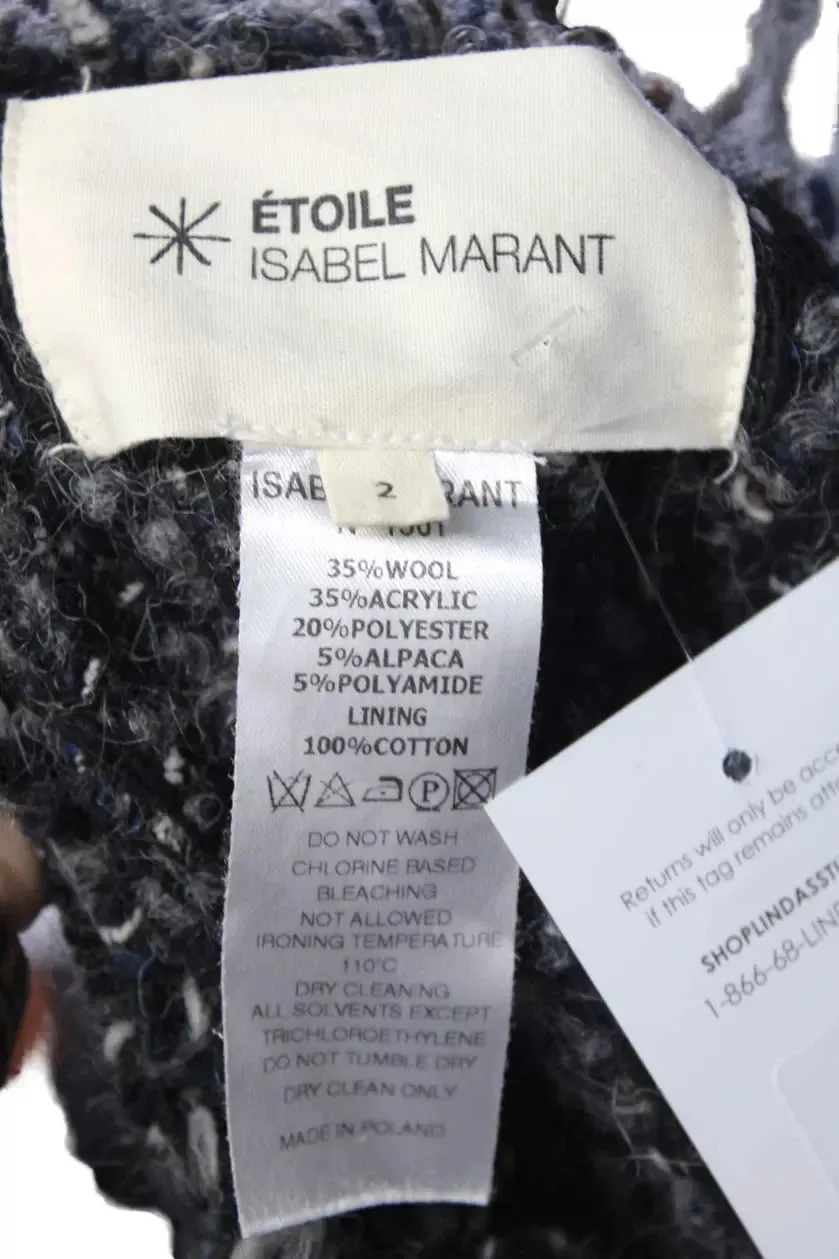 ÉTOILE
ISABEL MARANT
2
ISAB RANT
35%WOOL
35%ACRYLIC
20%POLYESTER
5%ALPACA
5%POLYAMIDE
LINING
100%COTTON
P
DO NOT WASH
CHLORINE BASED
BLEACHING
NOT ALLOWED
IRONING TEMPERATURE
110°C
DRY CLEANING
ALL SOLVENTS EXCEPT
TRICHLOROETHYLENE
DO NOT TUMBLE DRY
DRY CLEAN ONLY
MADE IN POLAND
Returns will only be acc
if this tag remains atta
SHOPLINDASST
1-866-68-LIN